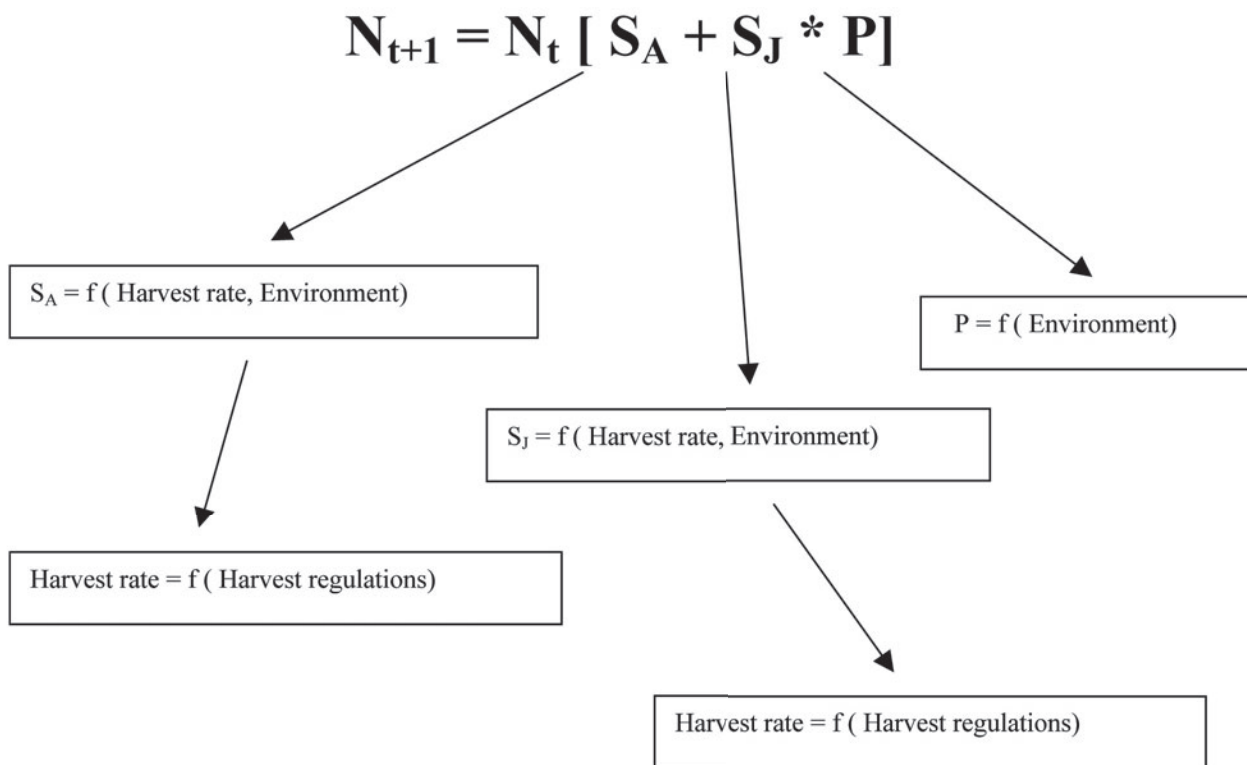 Nt+1 = Nt [ SA + SJ * P]
SA = f ( Harvest rate, Environment)
P = f ( Environment)
SJ = f ( Harvest rate, Environment)
Harvest rate = f ( Harvest regulations)
Harvest rate = f ( Harvest regulations)